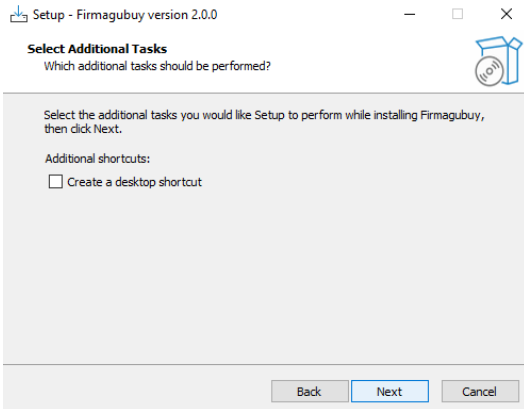 Setup - Firmagubuy version 2.0.0
Select Additional Tasks
Which additional tasks should be performed?
Select the additional tasks you would like Setup to perform while installing Firmagubuy,
then click Next.
Additional shortcuts:
Create a desktop shortcut
Back
Next
Cancel